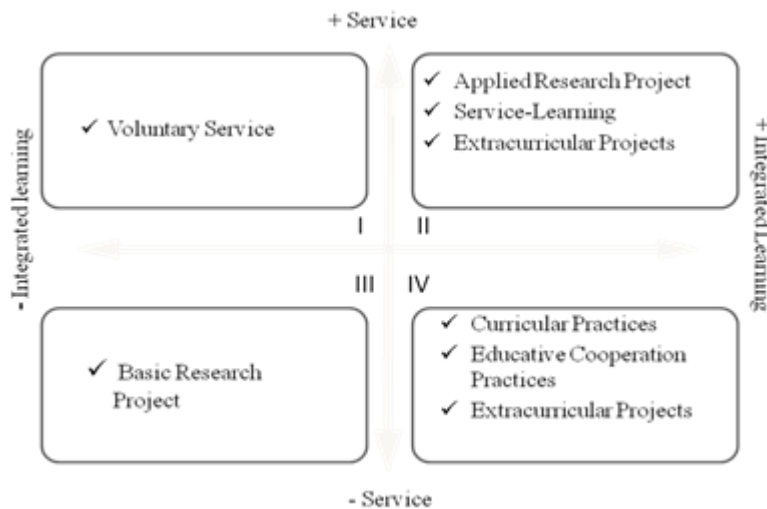 + Service
- Integrated learning
✓ Voluntary Service
I
✓ Applied Research Project
✓ Service-Learning
✓ Extracurricular Projects
II
+ Integrated Learning
III
✓ Basic Research
Project
IV
✓ Curricular Practices
✓ Educative Cooperation
Practices
✓ Extracurricular Projects
- Service